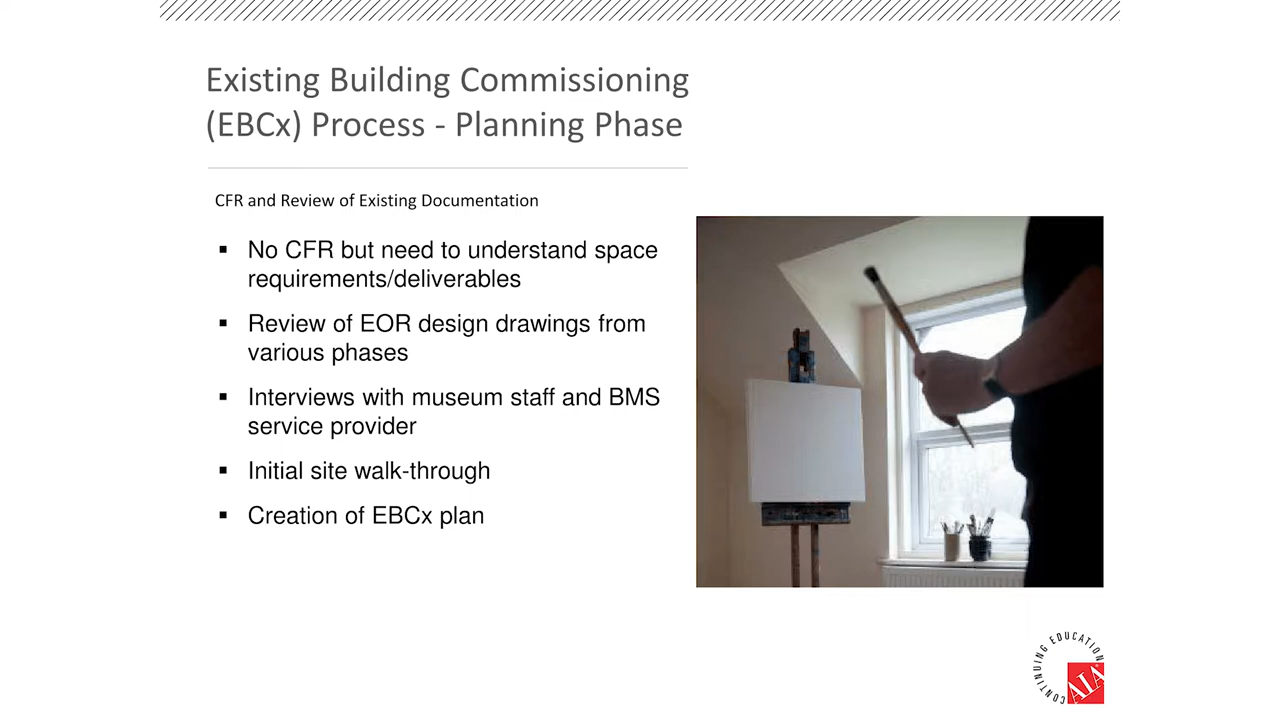 Existing Building Commissioning
(EBCx) Process - Planning Phase
CFR and Review of Existing Documentation
▪ No CFR but need to understand space
requirements/deliverables
▪ Review of EOR design drawings from
various phases
▪ Interviews with museum staff and BMS
service provider
▪ Initial site walk-through
▪ Creation of EBCx plan
CONTINUING EDUCATION
AIA